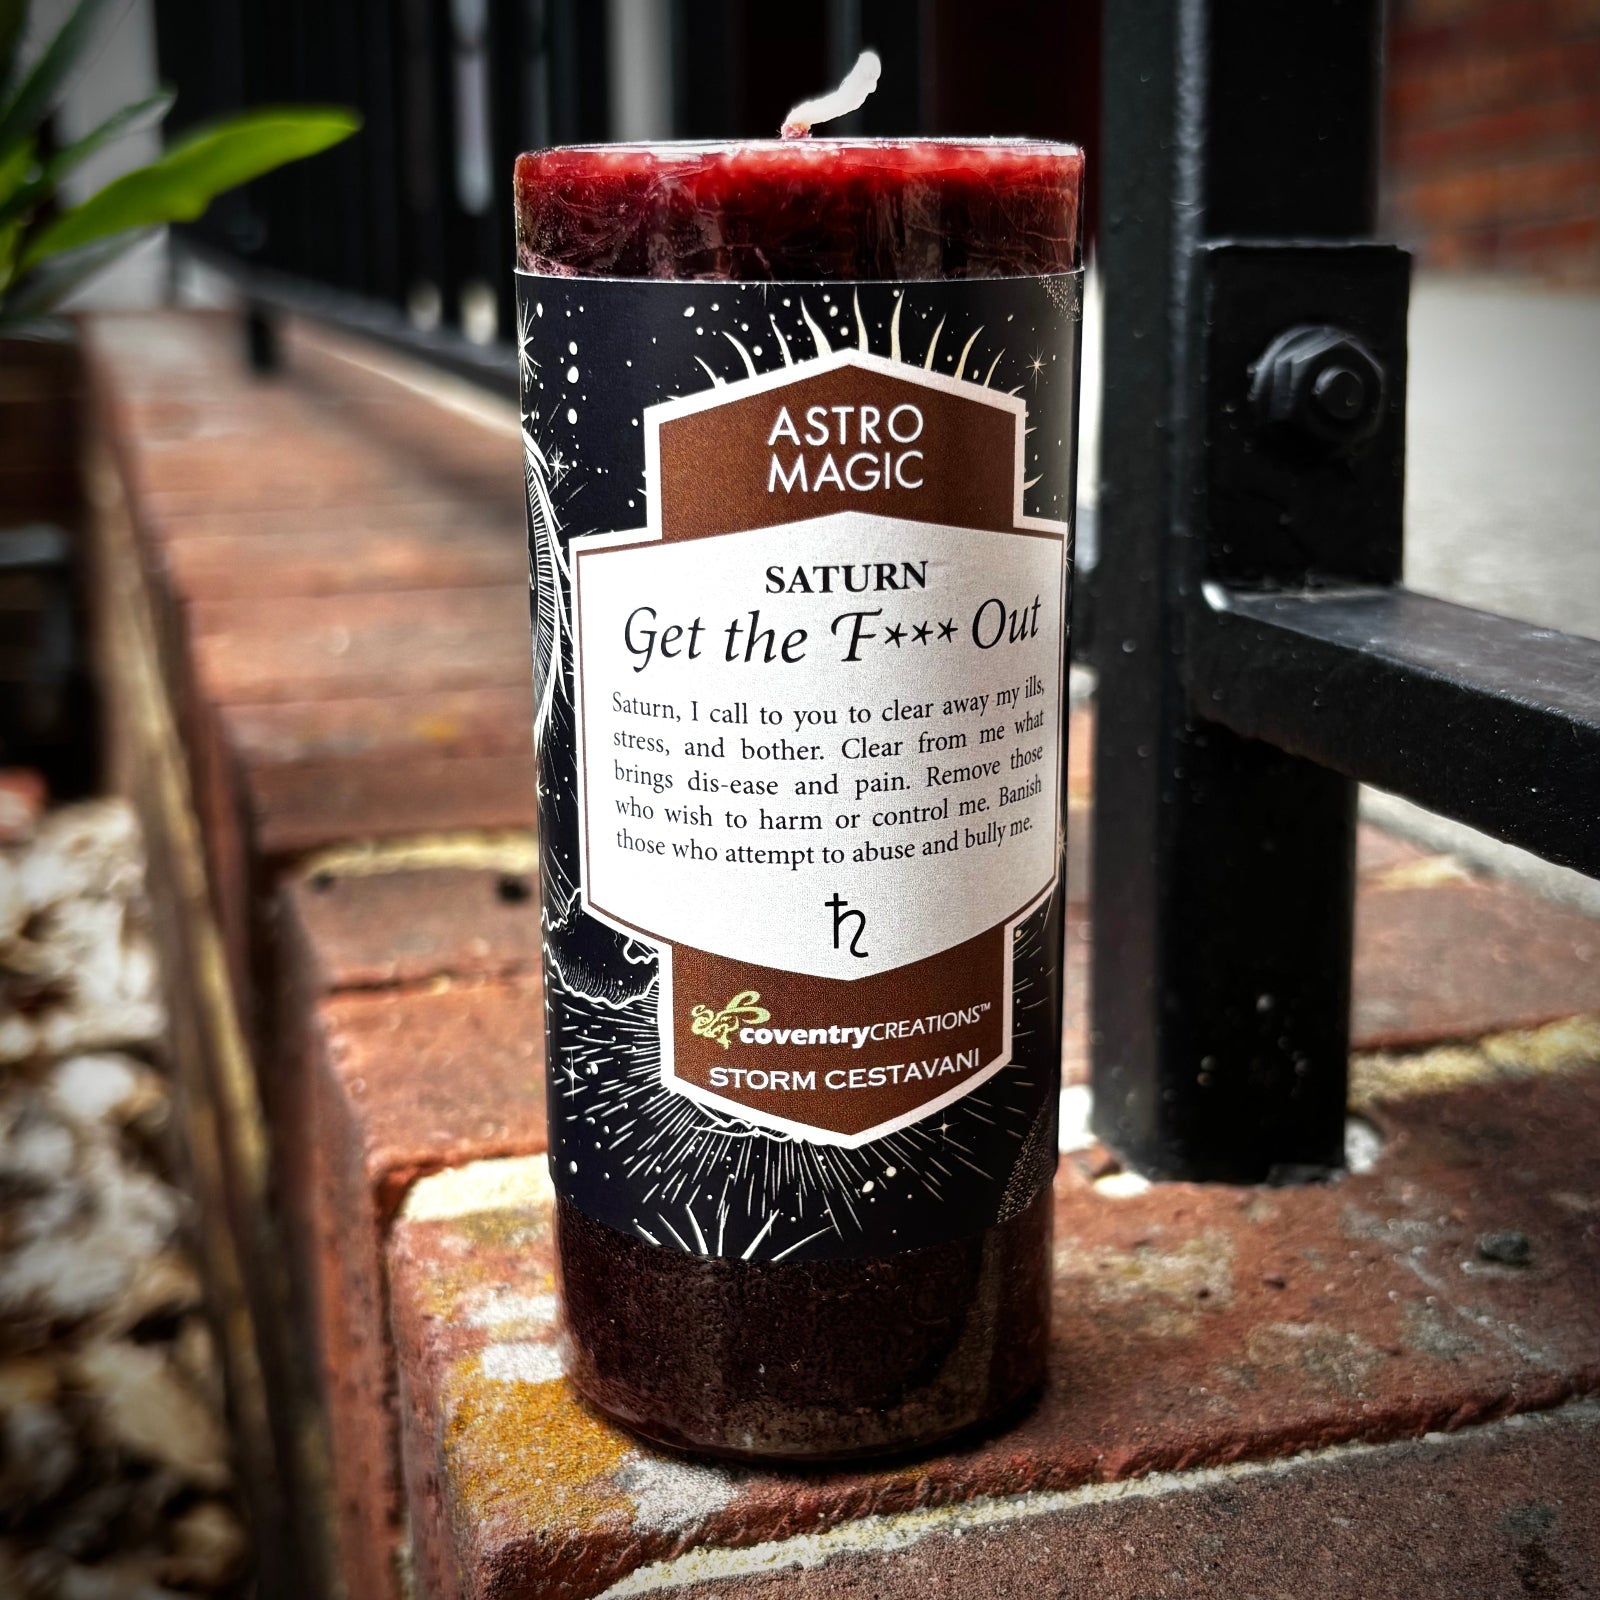 ASTRO
MAGIC
SATURN
Get the F*** Out
Saturn, I call to you to clear away my ills,
stress, and bother. Clear from me what
brings dis-ease and pain. Remove those
who wish to harm or control me. Banish
those who attempt to abuse and bully me.
♄
coventryCREATIONS™
STORM CESTAVANI